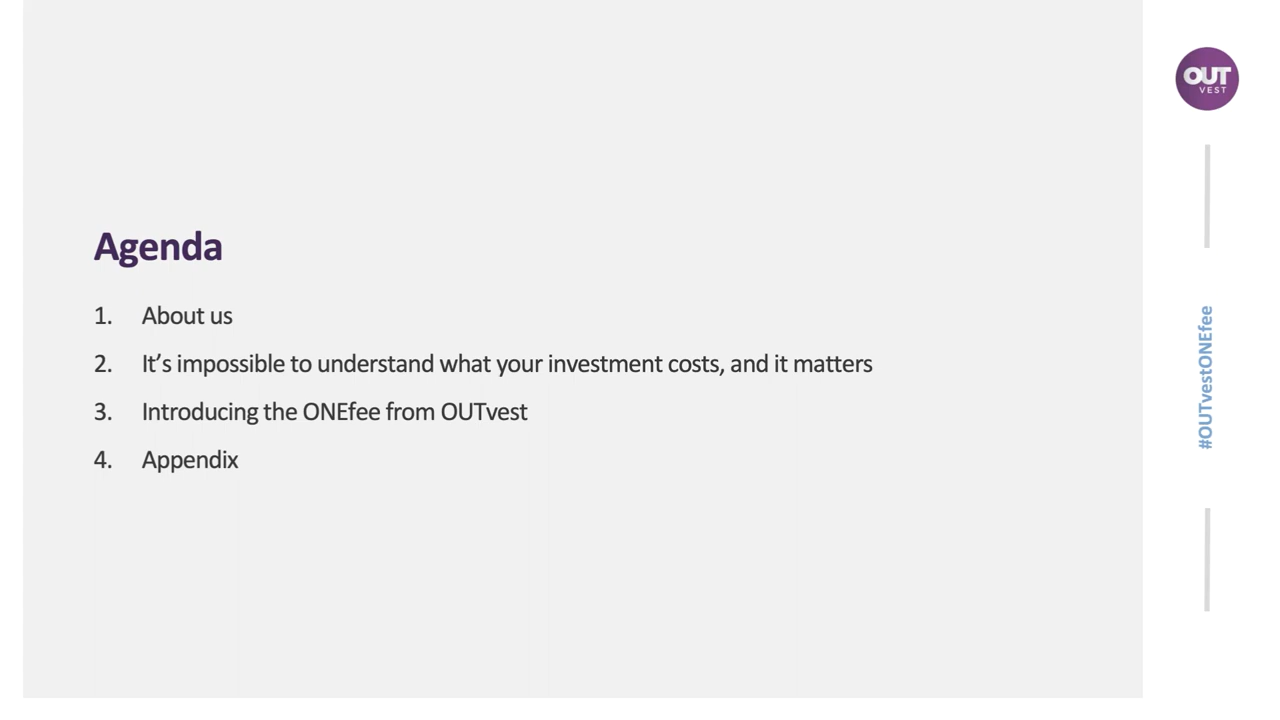 Agenda
1. About us
2. It’s impossible to understand what your investment costs, and it matters
3. Introducing the ONEfee from OUTvest
4. Appendix
OUT
VEST
#OUTvestONEfee